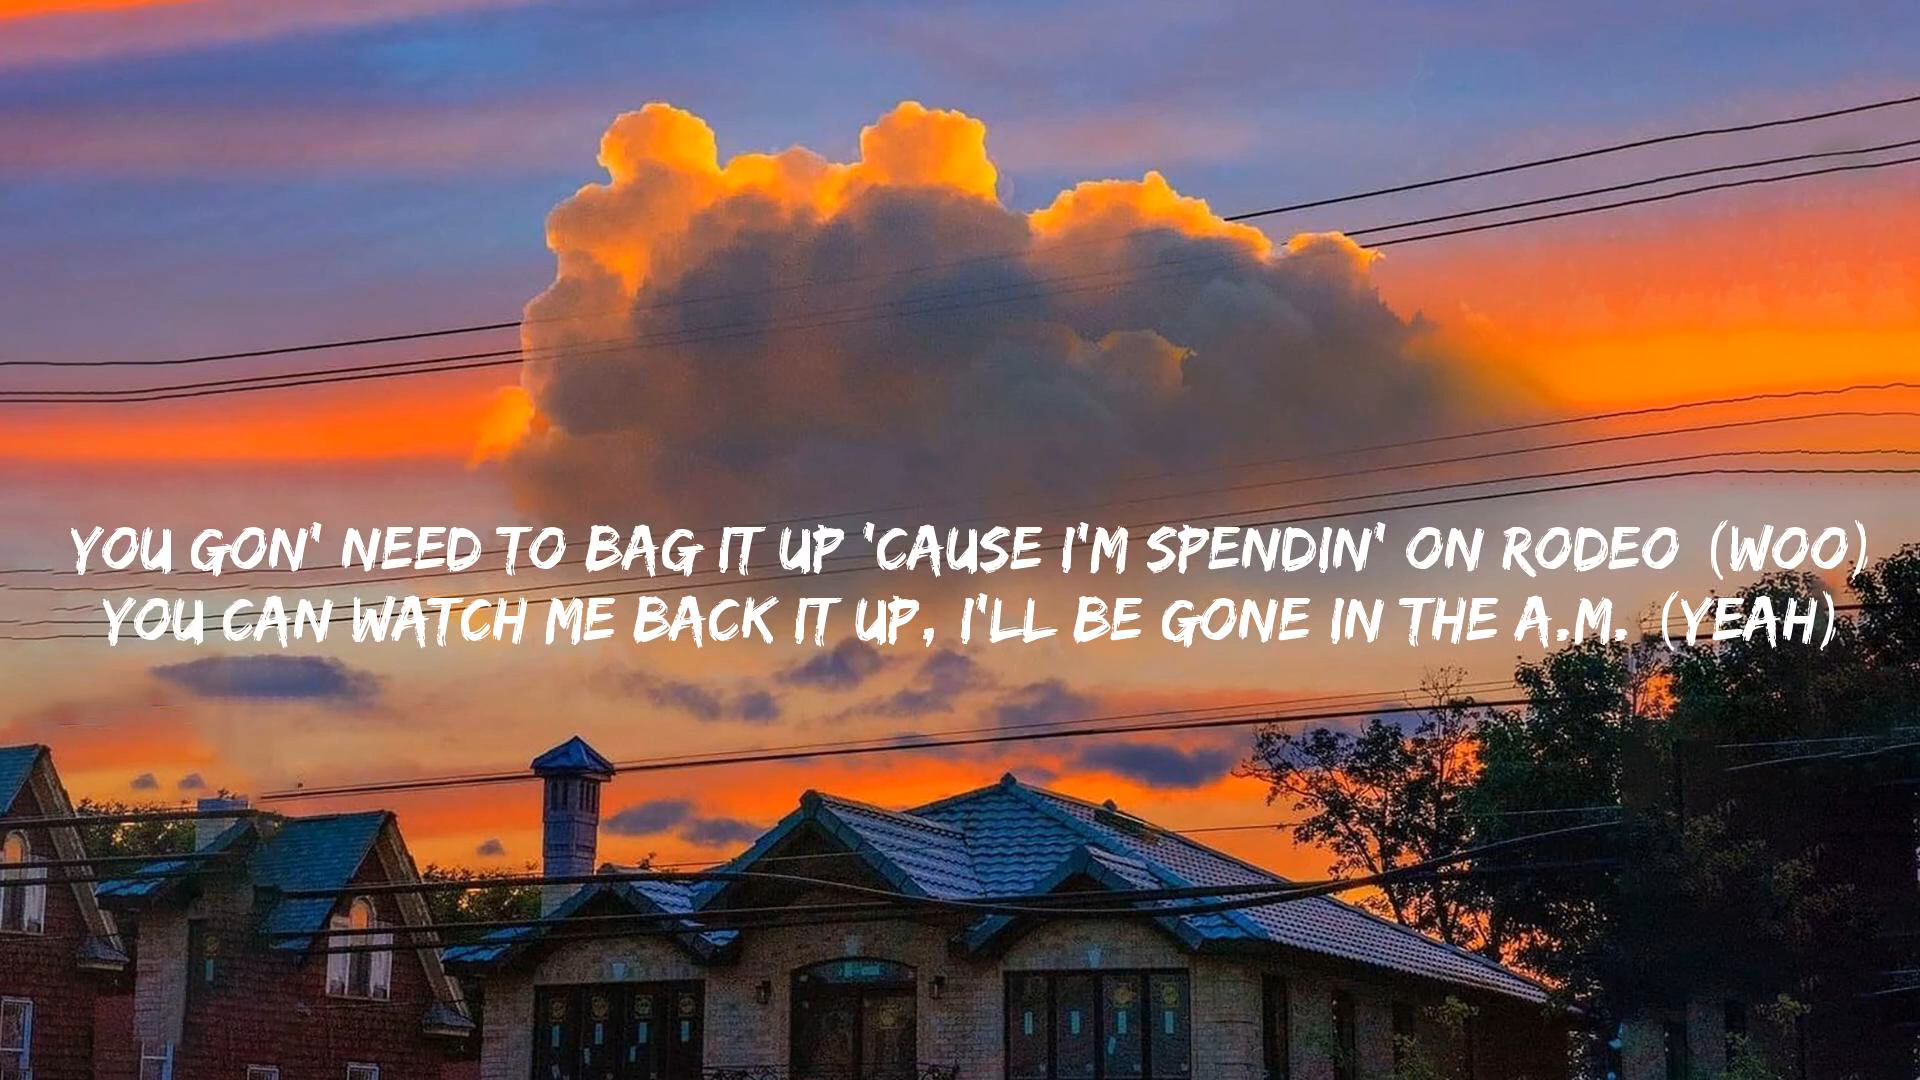 YOU GON' NEED TO BAG IT UP 'CAUSE I'M SPENDIN' ON RODEO (WOO)
YOU CAN WATCH ME BACK IT UP, I'LL BE GONE IN THE A.M. (YEAH)